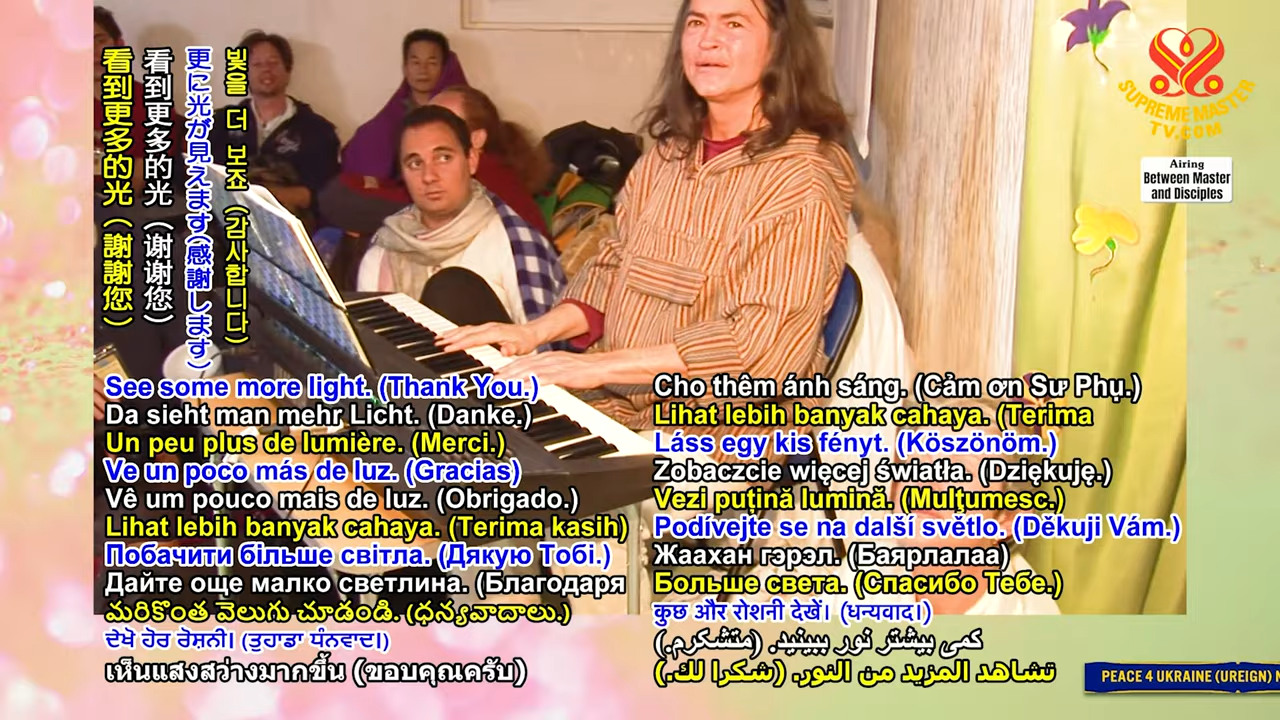 看到更多的光（謝謝您）
看到更多的光（谢谢您）
更に光が見えます(感謝します)
빛을 더 보죠 (감사합니다)
SUPREME MASTER
TV.COM
Airing
Between Master
and Disciples
See some more light. (Thank You.)
Da sieht man mehr Licht. (Danke.)
Un peu plus de lumière. (Merci.)
Ve un poco más de luz. (Gracias)
Vê um pouco mais de luz. (Obrigado.)
Lihat lebih banyak cahaya. (Terima kasih)
Побачити більше світла. (Дякую Тобі.)
Дайте още малко светлина. (Благодаря
మరికొంత వెలుగు చూడండి. (ధన్యవాదాలు.)
ਦੇਖੋ ਹੋਰ ਰੋਸ਼ਨੀ। (ਤੁਹਾਡਾ ਧੰਨਵਾਦ।)
เห็นแสงสว่างมากขึ้น (ขอบคุณครับ)
Cho thêm ánh sáng. (Cảm ơn Sư Phụ.)
Lihat lebih banyak cahaya. (Terima
Láss egy kis fényt. (Köszönöm.)
Zobaczcie więcej światła. (Dziękuję.)
Vezi puțină lumină. (Mulţumesc.)
Podívejte se na další světlo. (Děkuji Vám.)
Жаахан гэрэл. (Баярлалаа)
Больше света. (Спасибо Тебе.)
कुछ और रोशनी देखें। (धन्यवाद।)
کمی بیشتر نور ببینید. (متشکرم.)
تشاهد المزيد من النور. (شكرا لك.)
PEACE 4 UKRAINE (UREIGN) N